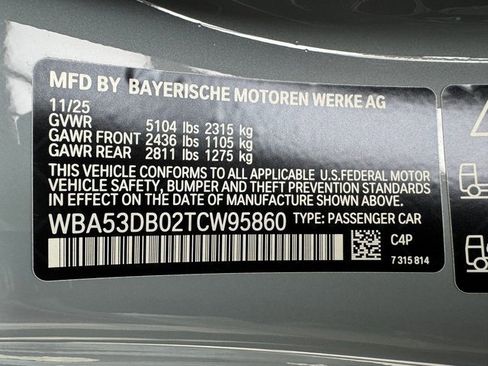 MFD BY BAYERISCHE MOTOREN WERKE AG
11/25
GVWR 5104 lbs 2315 kg
GAWR FRONT 2436 lbs 1105 kg
GAWR REAR 2811 lbs 1275 kg
THIS VEHICLE CONFORMS TO ALL APPLICABLE U.S.FEDERAL MOTOR
VEHICLE SAFETY, BUMPER AND THEFT PREVENTION STANDARDS
IN EFFECT ON THE DATE OF MANUFACTURE SHOWN ABOVE.
WBA53DB02TCW95860 TYPE: PASSENGER CAR
C4P
7 315 814